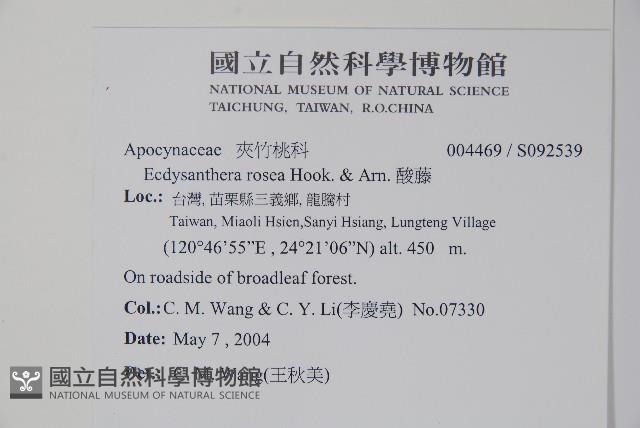 國立自然科學博物館
NATIONAL MUSEUM OF NATURAL SCIENCE
TAICHUNG, TAIWAN, R.O.CHINA
Apocynaceae 夾竹桃科 004469 / S092539
Ecdysanthera rosea Hook. & Arn. 酸藤
Loc.: 台灣, 苗栗縣三義鄉, 龍騰村
Taiwan, Miaoli Hsien,Sanyi Hsiang, Lungteng Village
(120°46’55”E , 24°21’06”N) alt. 450 m.
On roadside of broadleaf forest.
Col.: C. M. Wang & C. Y. Li(李慶堯) No.07330
Date: May 7 , 2004
(王秋美)
國立自然科學博物館
NATIONAL MUSEUM OF NATURAL SCIENCE